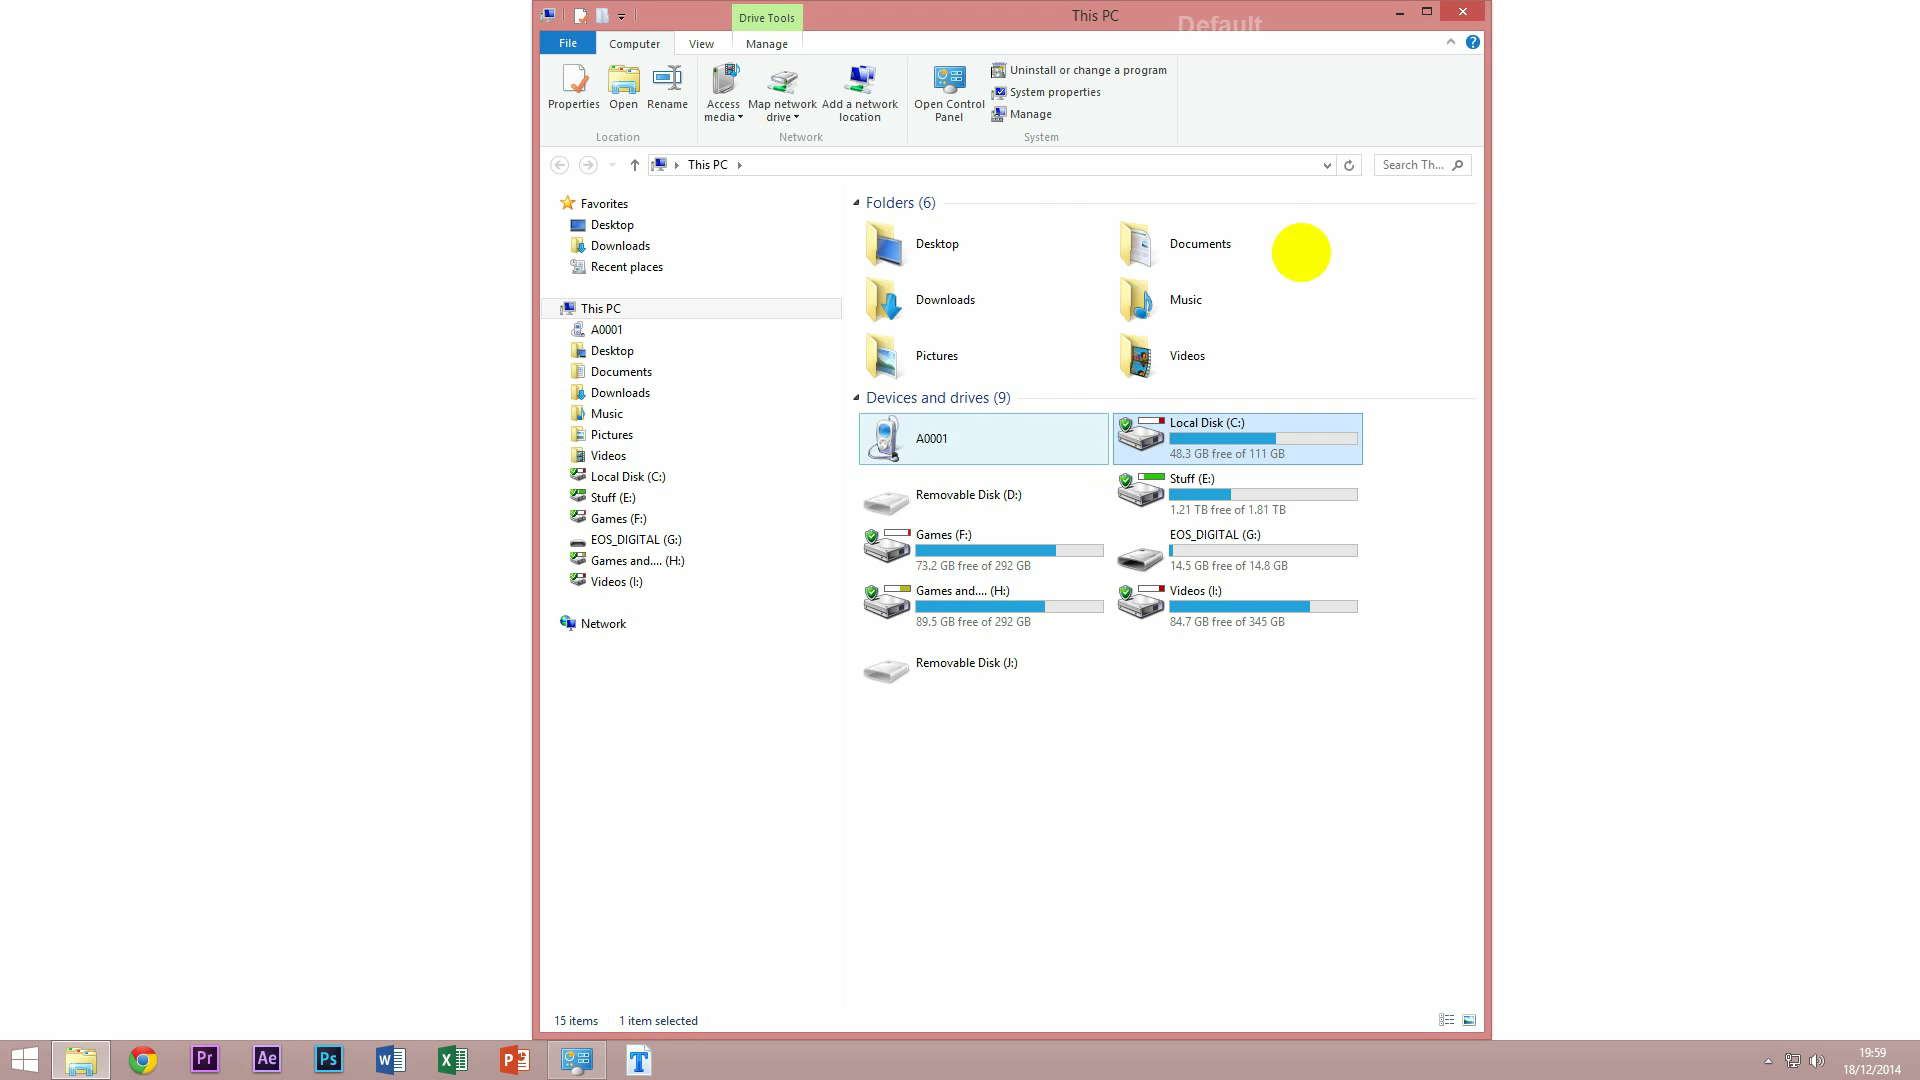 Drive Tools
This PC
Default
File
Computer
View
Manage
Properties
Open
Rename
Access media
Map network drive
Add a network location
Open Control Panel
Uninstall or change a program
System properties
Manage
Location
Network
System
This PC
Search Th...
Favorites
Desktop
Downloads
Recent places
This PC
A0001
Desktop
Documents
Downloads
Music
Pictures
Videos
Local Disk (C:)
Stuff (E:)
Games (F:)
EOS_DIGITAL (G:)
Games and.... (H:)
Videos (I:)
Network
Folders (6)
Desktop
Documents
Downloads
Music
Pictures
Videos
Devices and drives (9)
A0001
Local Disk (C:)
48.3 GB free of 111 GB
Removable Disk (D:)
Stuff (E:)
1.21 TB free of 1.81 TB
Games (F:)
73.2 GB free of 292 GB
EOS_DIGITAL (G:)
14.5 GB free of 14.8 GB
Games and.... (H:)
89.5 GB free of 292 GB
Videos (I:)
84.7 GB free of 345 GB
Removable Disk (J:)
15 items
1 item selected
Pr
Ae
Ps
W
X
P
T
19:59
18/12/2014